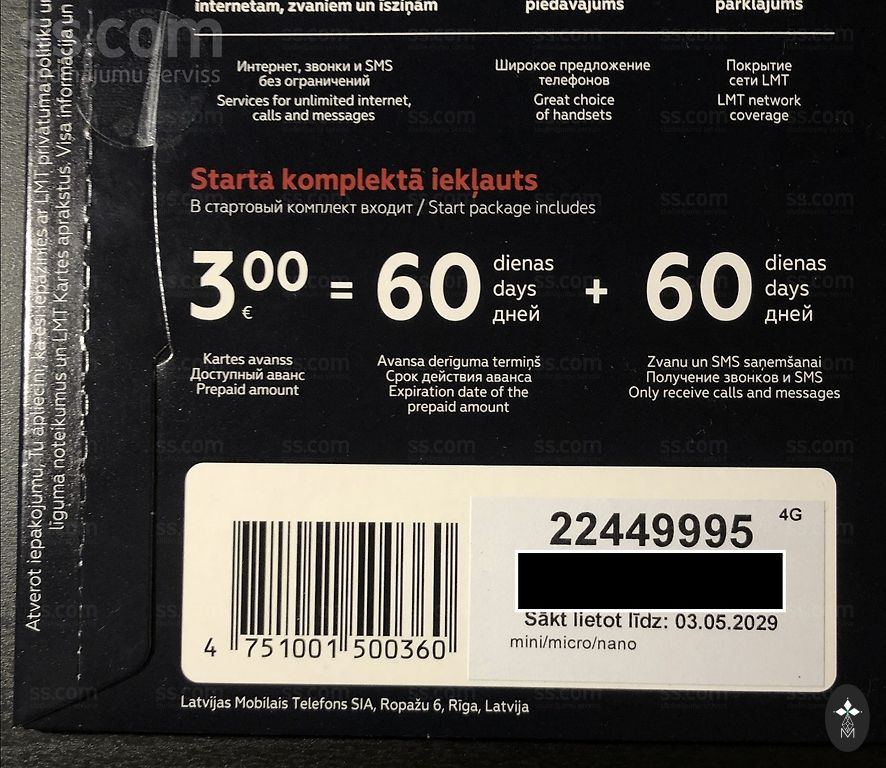 internetam, zvaniem un īsziņām
piedāvājums
pārklājums
Интернет, звонки и SMS
без ограничений
Services for unlimited internet,
calls and messages
Широкое предложение
телефонов
Great choice
of handsets
Покрытие
сети LMT
LMT network
coverage
Starta komplektā iekļauts
В стартовый комплект входит / Start package includes
3 00 € = 60 dienas days дней + 60 dienas days дней
Kartes avanss
Доступный аванс
Prepaid amount
Avansa derīguma termiņš
Срок действия аванса
Expiration date of the
prepaid amount
Zvanu un SMS saņemšanai
Получение звонков и SMS
Only receive calls and messages
22449995 4G
Sākt lietot līdz: 03.05.2029
mini/micro/nano
4 751001 500360
Latvijas Mobilais Telefons SIA, Ropažu 6, Rīga, Latvija
Atverot iepakojumu, Tu apliecini, ka esi iepazinies ar LMT privātuma politiku un
līguma noteikumus un LMT Kartes aprakstus. Visa informācija un
ss.com